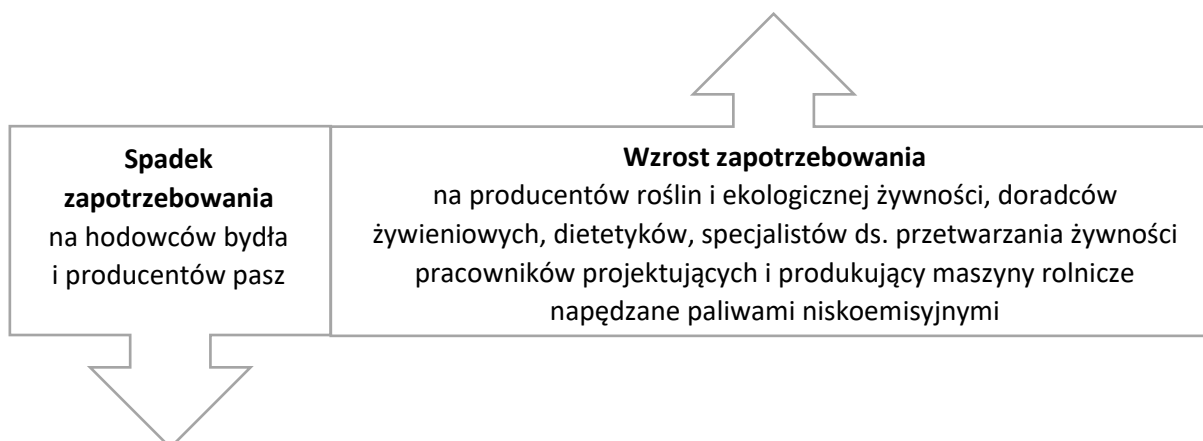 Spadek
zapotrzebowania
na hodowców bydła
i producentów pasz
Wzrost zapotrzebowania
na producentów roślin i ekologicznej żywności, doradców
żywieniowych, dietetyków, specjalistów ds. przetwarzania żywności
pracowników projektujących i produkujący maszyny rolnicze
napędzane paliwami niskoemisyjnymi